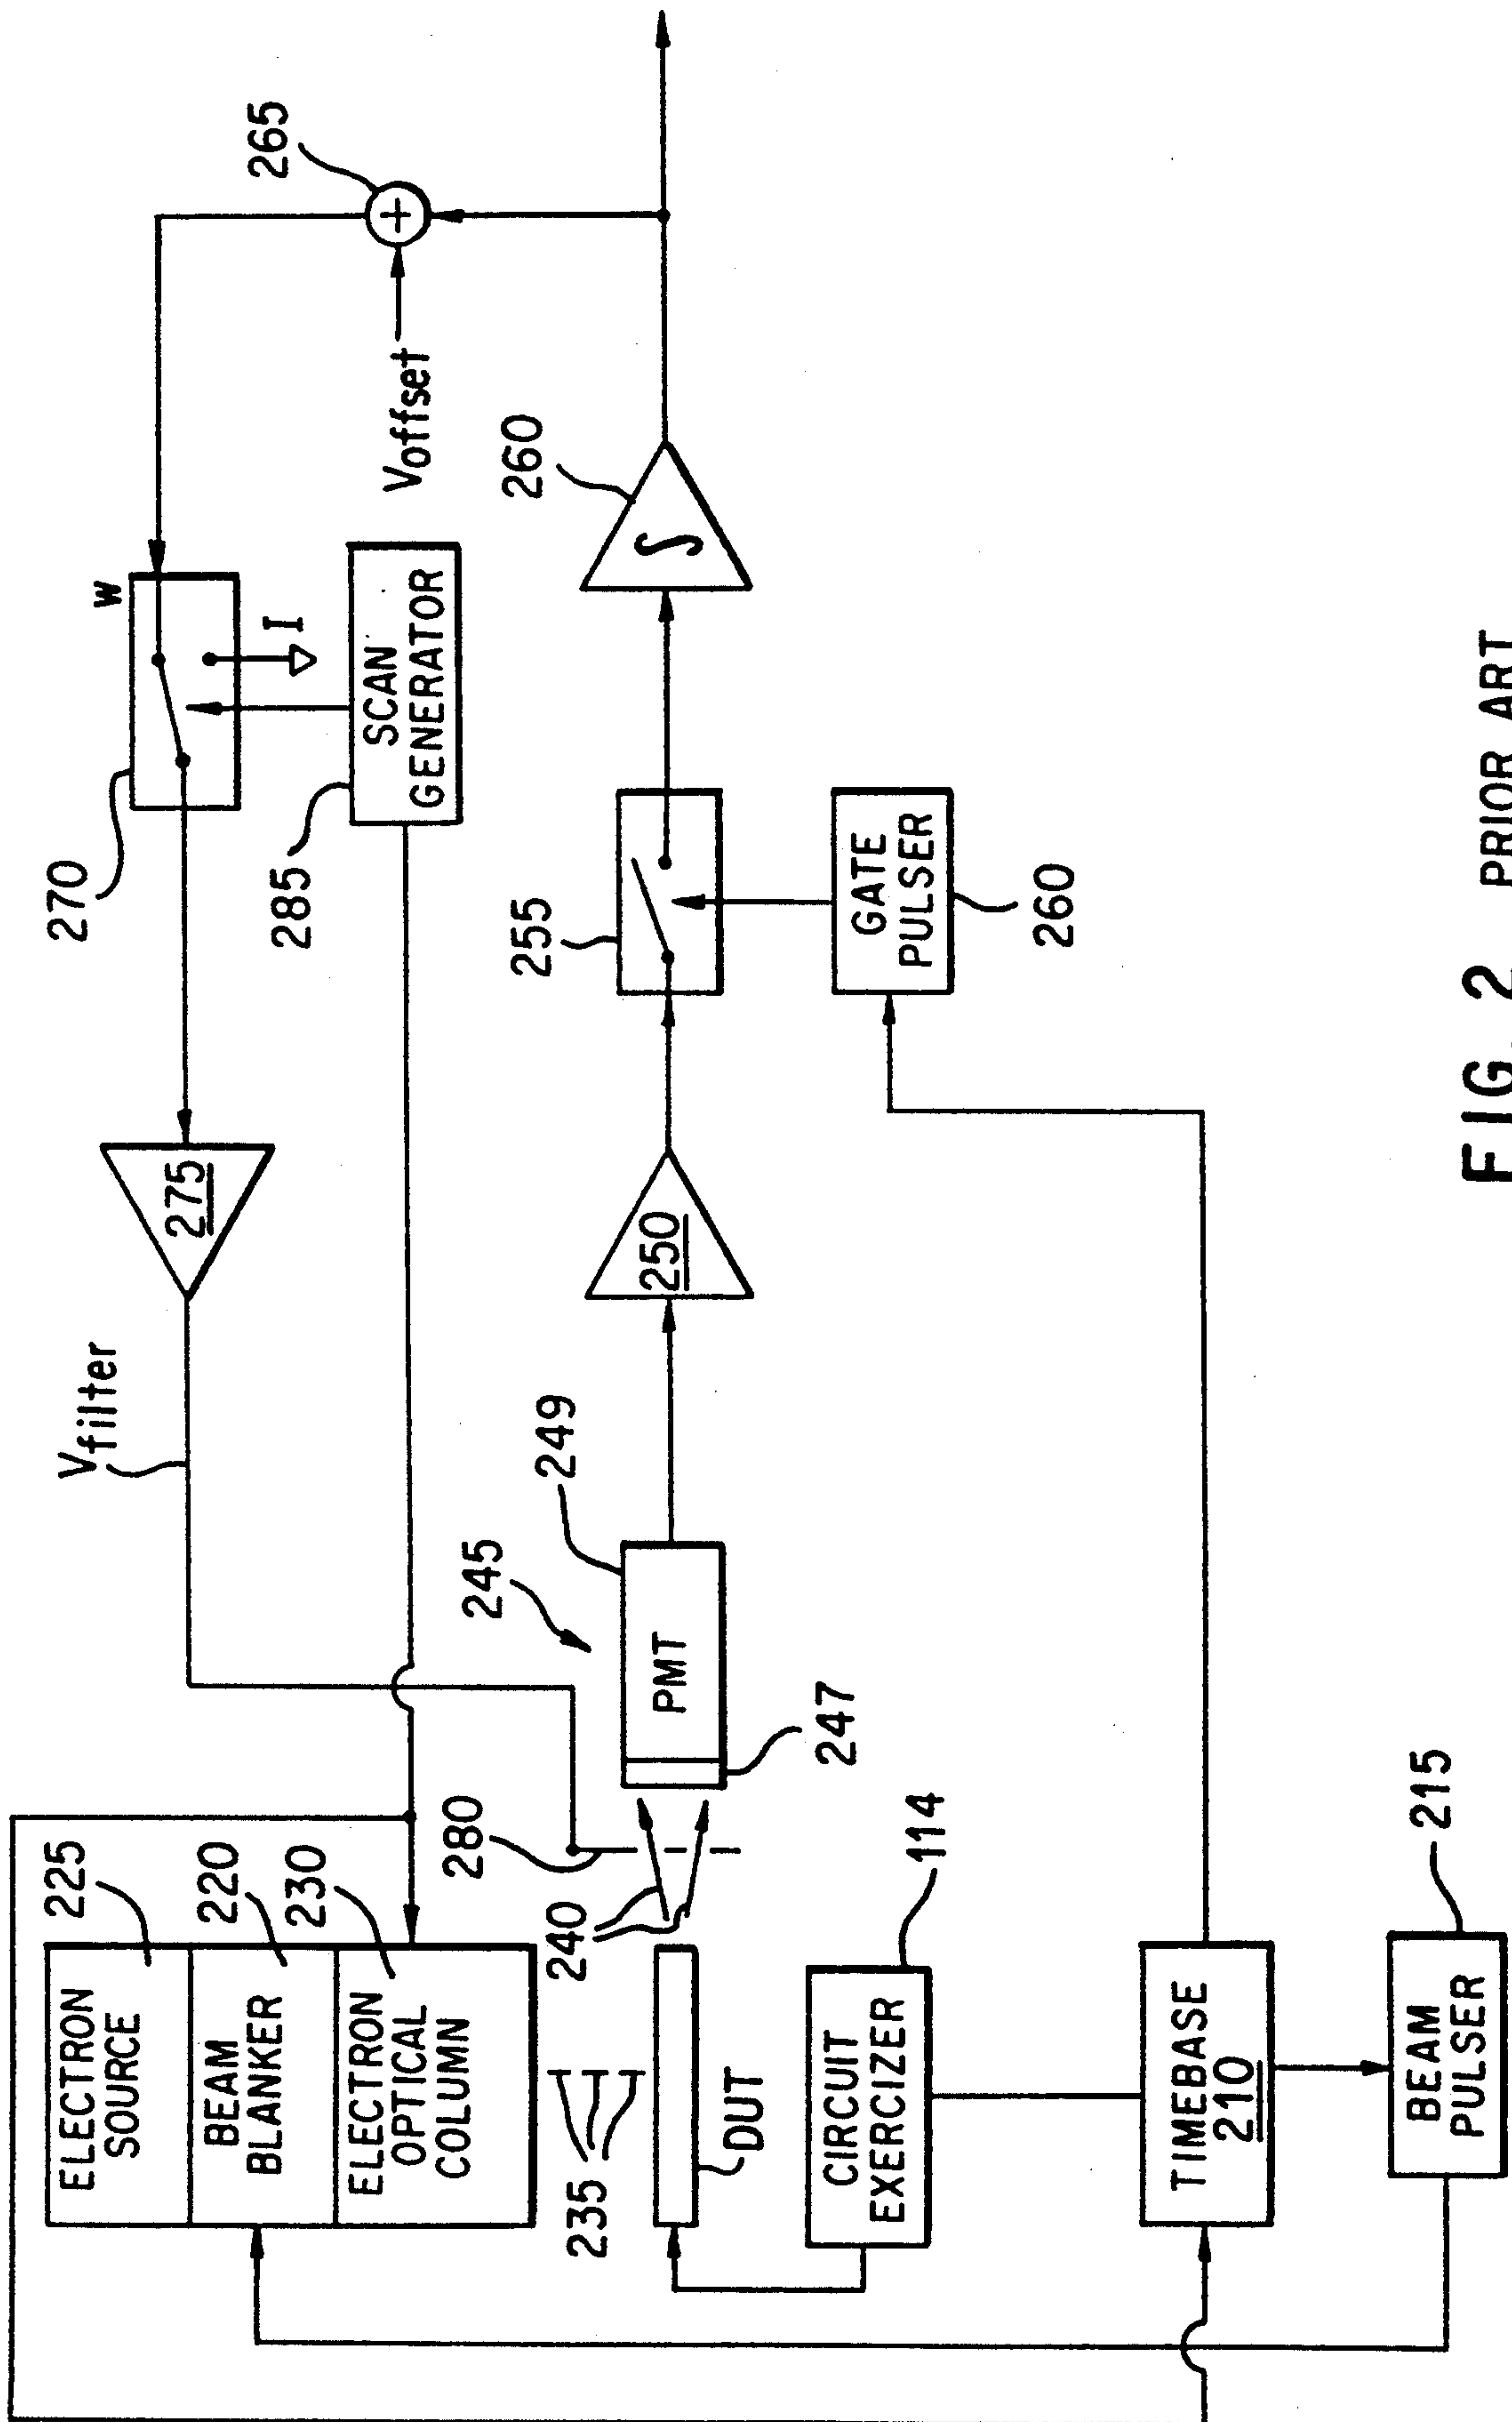 ELECTRON
SOURCE
225
BEAM
BLANKER
220
ELECTRON
OPTICAL
COLUMN
230
235
DUT
240
280
CIRCUIT
EXERCIZER
114
TIMEBASE
210
BEAM
PULSER
215
Vfilter
275
270
W
I
SCAN
GENERATOR
285
Voffset
+
265
245
PMT
249
247
250
255
GATE
PULSER
260
∫
260
FIG. 2 PRIOR ART